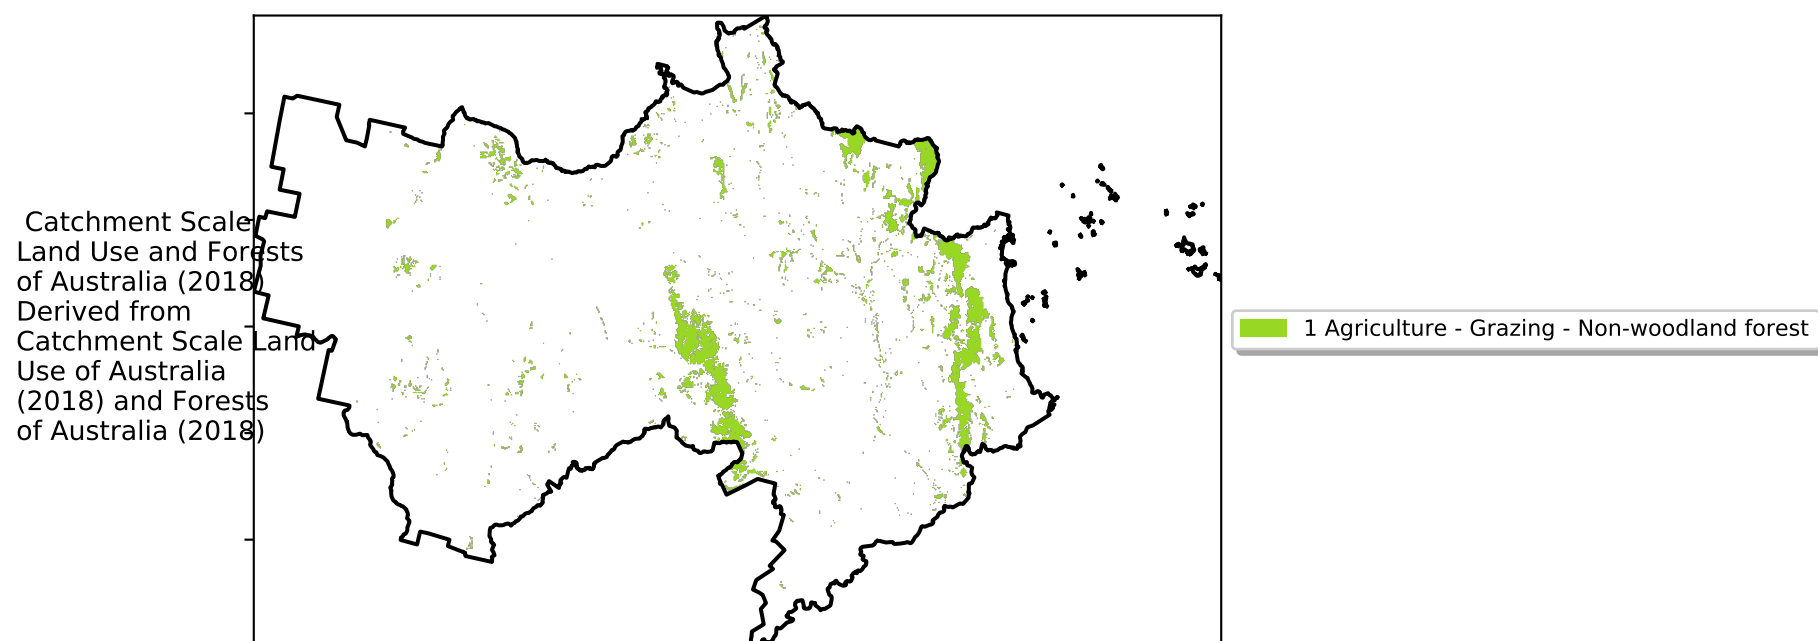 Catchment Scale
Land Use and Forests
of Australia (2018)
Derived from
Catchment Scale Land
Use of Australia
(2018) and Forests
of Australia (2018)
1 Agriculture - Grazing - Non-woodland forest